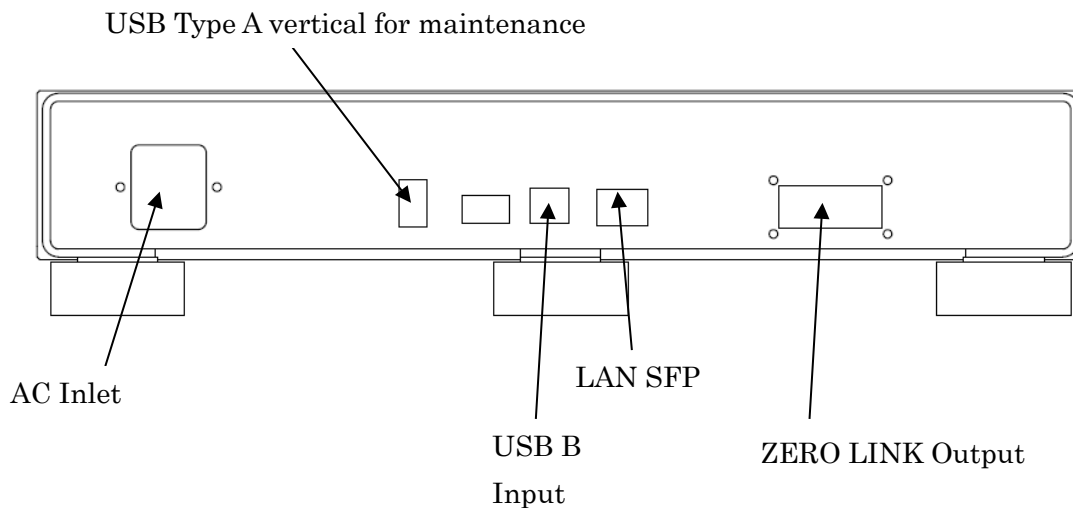 USB Type A vertical for maintenance
AC Inlet
LAN SFP
USB B
Input
ZERO LINK Output